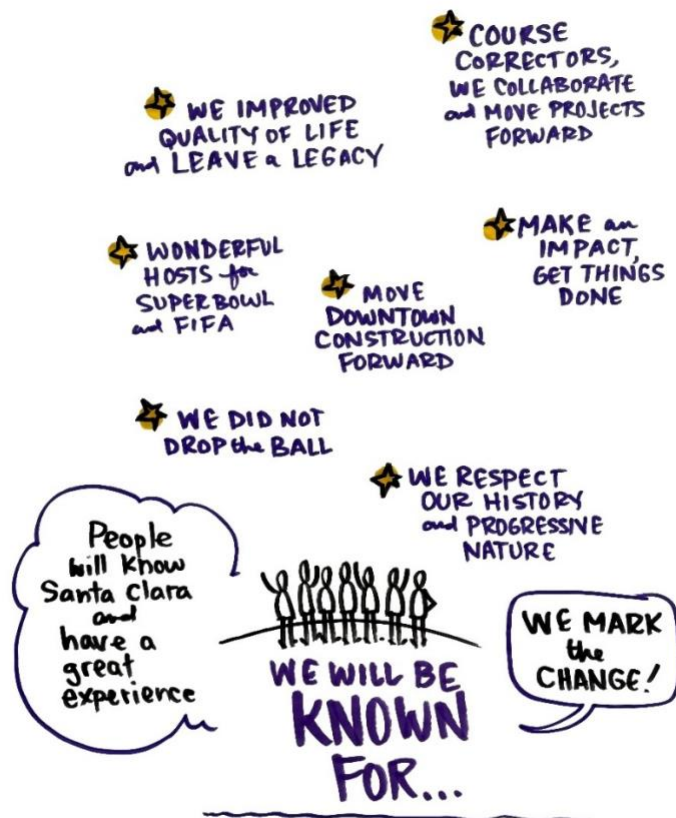 COURSE
CORRECTORS,
WE COLLABORATE
and MOVE PROJECTS
FORWARD
WE IMPROVED
QUALITY OF LIFE
and LEAVE a LEGACY
MAKE an
IMPACT,
GET THINGS
DONE
WONDERFUL
HOSTS for
SUPERBOWL
and FIFA
MOVE
DOWNTOWN
CONSTRUCTION
FORWARD
WE DID NOT
DROP the BALL
WE RESPECT
OUR HISTORY
and PROGRESSIVE
NATURE
People
will know
Santa Clara
and
have a
great
experience
WE MARK
the
CHANGE!
WE WILL BE
KNOWN
FOR...